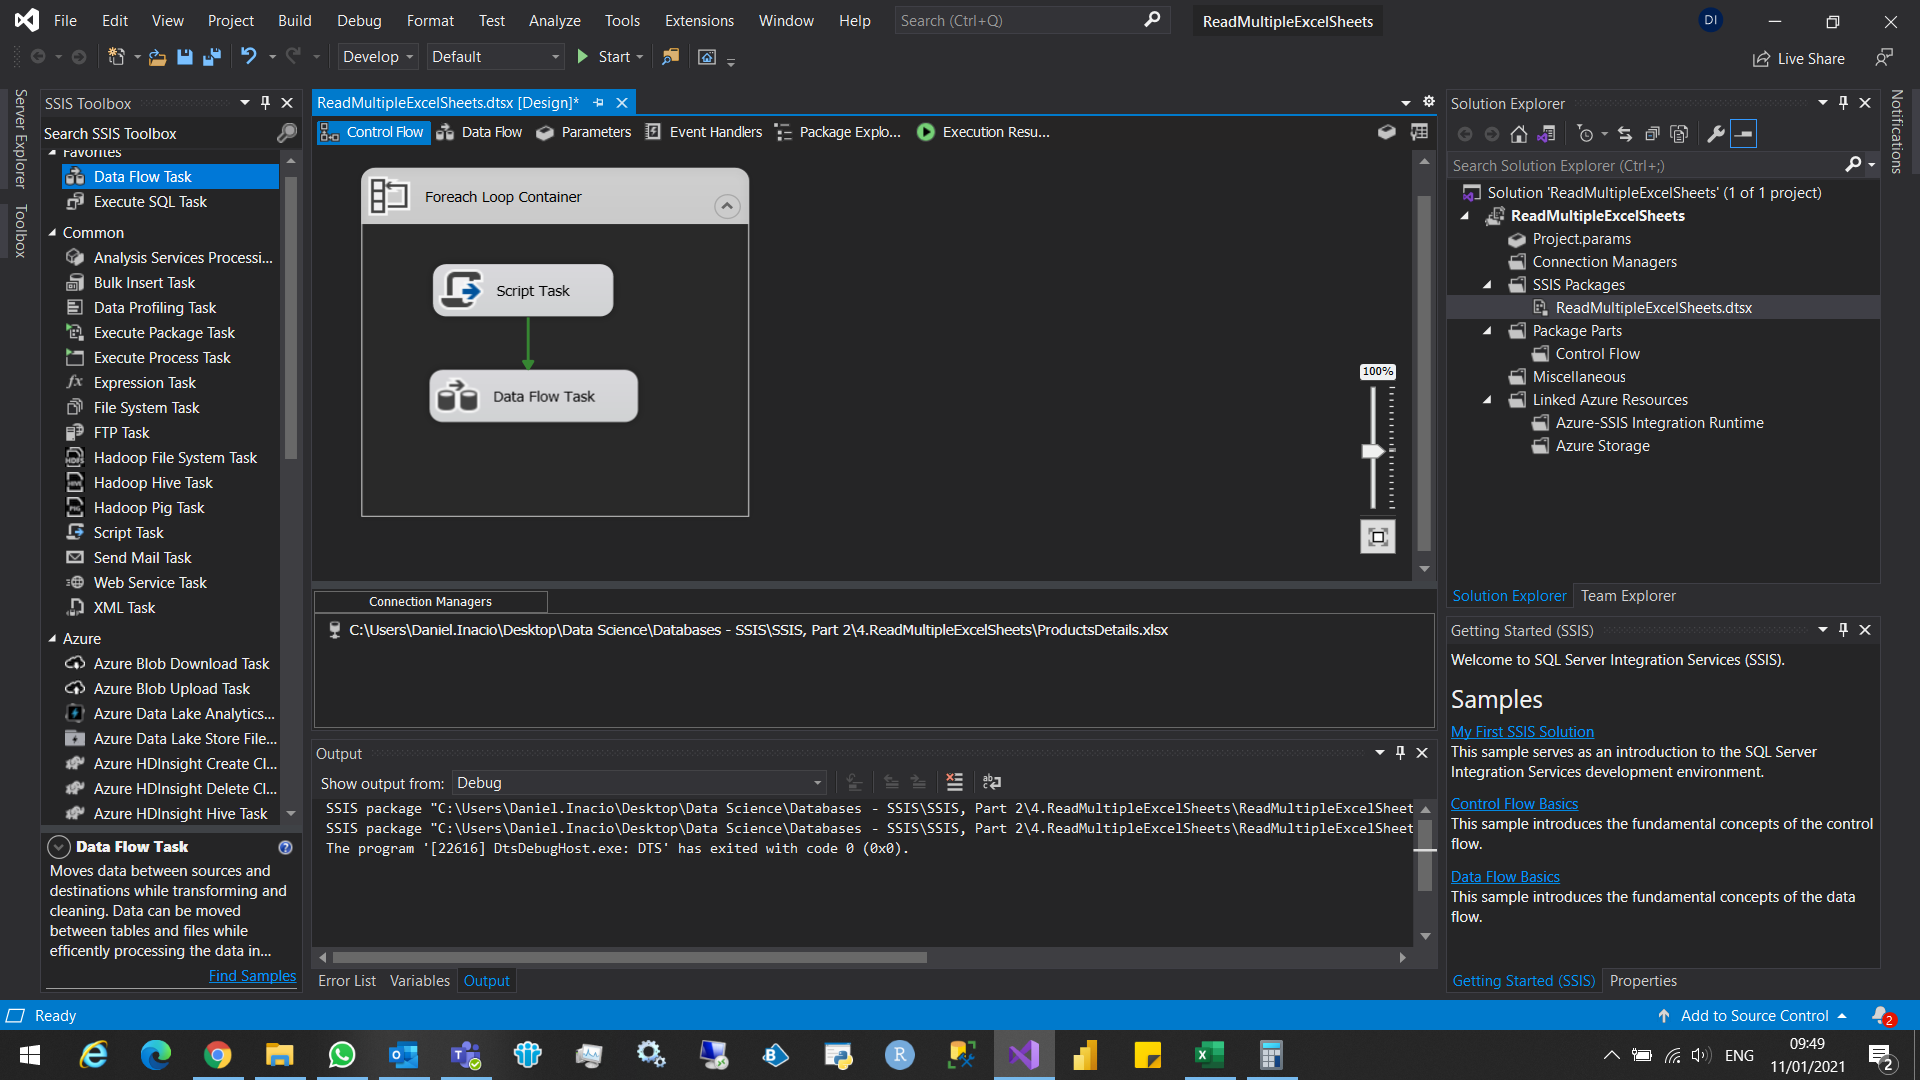 File Edit View Project Build Debug Format Test Analyze Tools Extensions Window Help Search (Ctrl+Q) ReadMultipleExcelSheets DI
Develop Default Start Live Share
Server Explorer
Toolbox
SSIS Toolbox
Search SSIS Toolbox
Favorites
Data Flow Task
Execute SQL Task
Common
Analysis Services Processi...
Bulk Insert Task
Data Profiling Task
Execute Package Task
Execute Process Task
Expression Task
File System Task
FTP Task
Hadoop File System Task
Hadoop Hive Task
Hadoop Pig Task
Script Task
Send Mail Task
Web Service Task
XML Task
Azure
Azure Blob Download Task
Azure Blob Upload Task
Azure Data Lake Analytics...
Azure Data Lake Store File...
Azure HDInsight Create Cl...
Azure HDInsight Delete Cl...
Azure HDInsight Hive Task
Data Flow Task
Moves data between sources and
destinations while transforming and
cleaning. Data can be moved
between tables and files while
efficently processing the data in...
Find Samples
ReadMultipleExcelSheets.dtsx [Design]*
Control Flow Data Flow Parameters Event Handlers Package Explo... Execution Resu...
Foreach Loop Container
Script Task
Data Flow Task
100%
Connection Managers
C:\Users\Daniel.Inacio\Desktop\Data Science\Databases - SSIS\SSIS, Part 2\4.ReadMultipleExcelSheets\ProductsDetails.xlsx
Output
Show output from: Debug
SSIS package "C:\Users\Daniel.Inacio\Desktop\Data Science\Databases - SSIS\SSIS, Part 2\4.ReadMultipleExcelSheets\ReadMultipleExcelSheet
SSIS package "C:\Users\Daniel.Inacio\Desktop\Data Science\Databases - SSIS\SSIS, Part 2\4.ReadMultipleExcelSheets\ReadMultipleExcelSheet
The program '[22616] DtsDebugHost.exe: DTS' has exited with code 0 (0x0).
Error List Variables Output
Solution Explorer
Search Solution Explorer (Ctrl+;)
Solution 'ReadMultipleExcelSheets' (1 of 1 project)
ReadMultipleExcelSheets
Project.params
Connection Managers
SSIS Packages
ReadMultipleExcelSheets.dtsx
Package Parts
Control Flow
Miscellaneous
Linked Azure Resources
Azure-SSIS Integration Runtime
Azure Storage
Solution Explorer Team Explorer
Getting Started (SSIS)
Welcome to SQL Server Integration Services (SSIS).
Samples
My First SSIS Solution
This sample serves as an introduction to the SQL Server
Integration Services development environment.
Control Flow Basics
This sample introduces the fundamental concepts of the control
flow.
Data Flow Basics
This sample introduces the fundamental concepts of the data
flow.
Getting Started (SSIS) Properties
Notifications
Ready Add to Source Control 2
ENG 09:49
11/01/2021 2